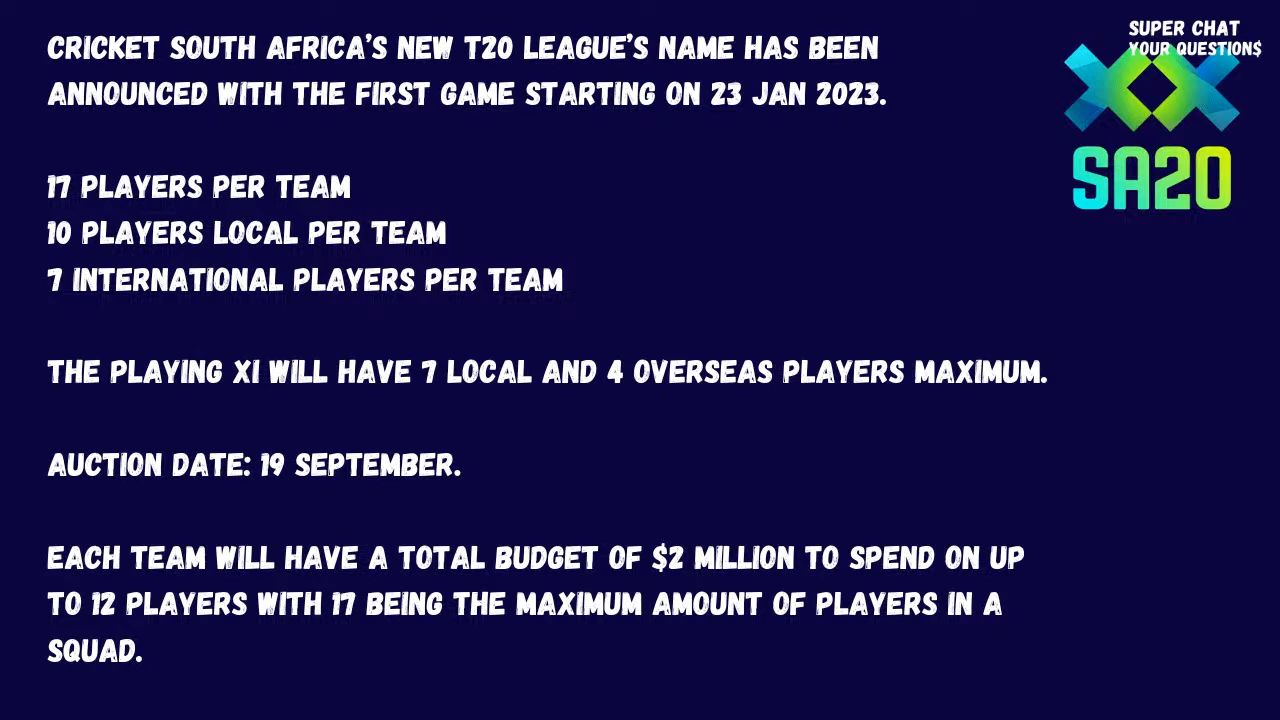 CRICKET SOUTH AFRICA'S NEW T20 LEAGUE'S NAME HAS BEEN
ANNOUNCED WITH THE FIRST GAME STARTING ON 23 JAN 2023.
17 PLAYERS PER TEAM
10 PLAYERS LOCAL PER TEAM
7 INTERNATIONAL PLAYERS PER TEAM
THE PLAYING XI WILL HAVE 7 LOCAL AND 4 OVERSEAS PLAYERS MAXIMUM.
AUCTION DATE: 19 SEPTEMBER.
EACH TEAM WILL HAVE A TOTAL BUDGET OF $2 MILLION TO SPEND ON UP
TO 12 PLAYERS WITH 17 BEING THE MAXIMUM AMOUNT OF PLAYERS IN A
SQUAD.
SUPER CHAT
YOUR QUESTION$
SA20